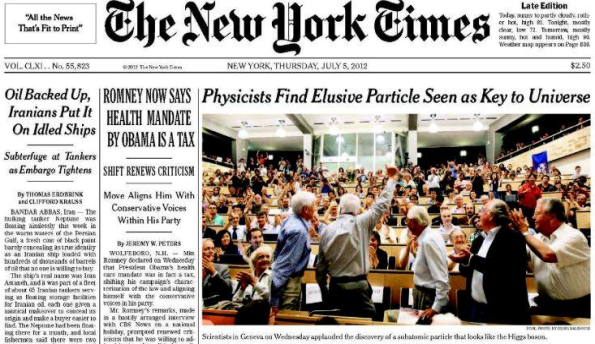 "All the News
That's Fit to Print"
The New York Times
Late Edition
Today, sunny to partly cloudy, rather hot, high 92. Tonight, mostly
clear, low 72. Tomorrow, mostly
sunny, hot and humid, high 90.
Weather map appears on Page
VOL. CLXI . . No. 55,823
© 2012 The New York Times
NEW YORK, THURSDAY, JULY 5, 2012
$2.50
Oil Backed Up,
Iranians Put It
On Idled Ships
Subterfuge at Tankers
as Embargo Tightens
By THOMAS ERDBRINK
and CLIFFORD KRAUSS
BANDAR ABBAS, Iran — The
hulking tanker Neptune was
floating aimlessly this week in
the warm waters of the Persian
Gulf, a fresh coat of black paint
barely concealing its true identity
as an Iranian ship loaded with
hundreds of thousands of barrels
of oil that no one is willing to buy.
The ship's real name was Iran
Astaneh, and it was part of a fleet
of about 65 Iranian tankers serv-
ing as floating storage facilities
for Iranian oil, each one given a
nautical makeover to conceal its
origin and make a buyer easier to
find. The Neptune had been float-
ing there for a month, and local
fishermen said there were two
ROMNEY NOW SAYS
HEALTH MANDATE
BY OBAMA IS A TAX
SHIFT RENEWS CRITICISM
Move Aligns Him With
Conservative Voices
Within His Party
By JEREMY W. PETERS
WOLFEBORO, N.H. — Mitt
Romney declared on Wednesday
that President Obama's health
care mandate was in fact a tax,
shifting his campaign's charac-
terization of the law and aligning
himself with the conservative
voices in his party.
Mr. Romney's remarks, made
in a hastily arranged interview
with CBS News on a national
holiday, prompted renewed crit-
icisms that he was willing to ad-
Physicists Find Elusive Particle Seen as Key to Universe
POOL PHOTO BY DENIS BALIBOUSE
Scientists in Geneva on Wednesday applauded the discovery of a subatomic particle that looks like the Higgs boson.